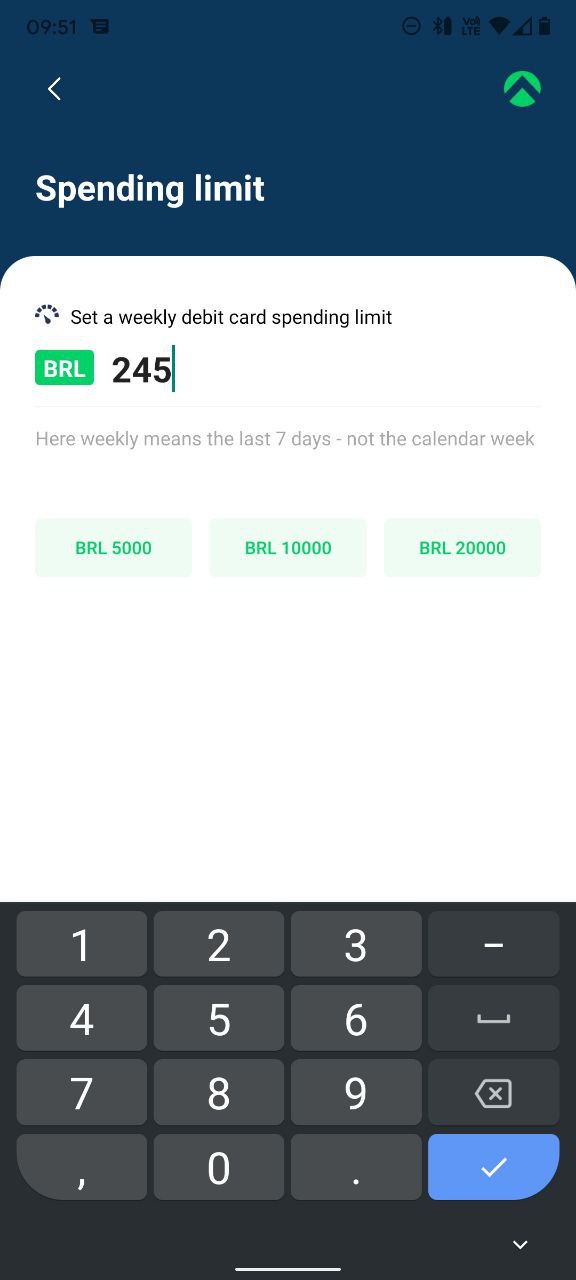 09:51
Vo) LTE
Spending limit
Set a weekly debit card spending limit
BRL 245
Here weekly means the last 7 days - not the calendar week
BRL 5000 BRL 10000 BRL 20000
1 2 3 –
4 5 6
7 8 9
, 0 .